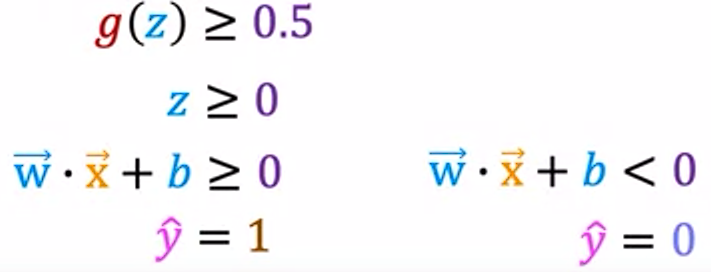 g(z) ≥ 0.5
z ≥ 0
w⃗ · x⃗ + b ≥ 0 w⃗ · x⃗ + b < 0
ŷ = 1 ŷ = 0